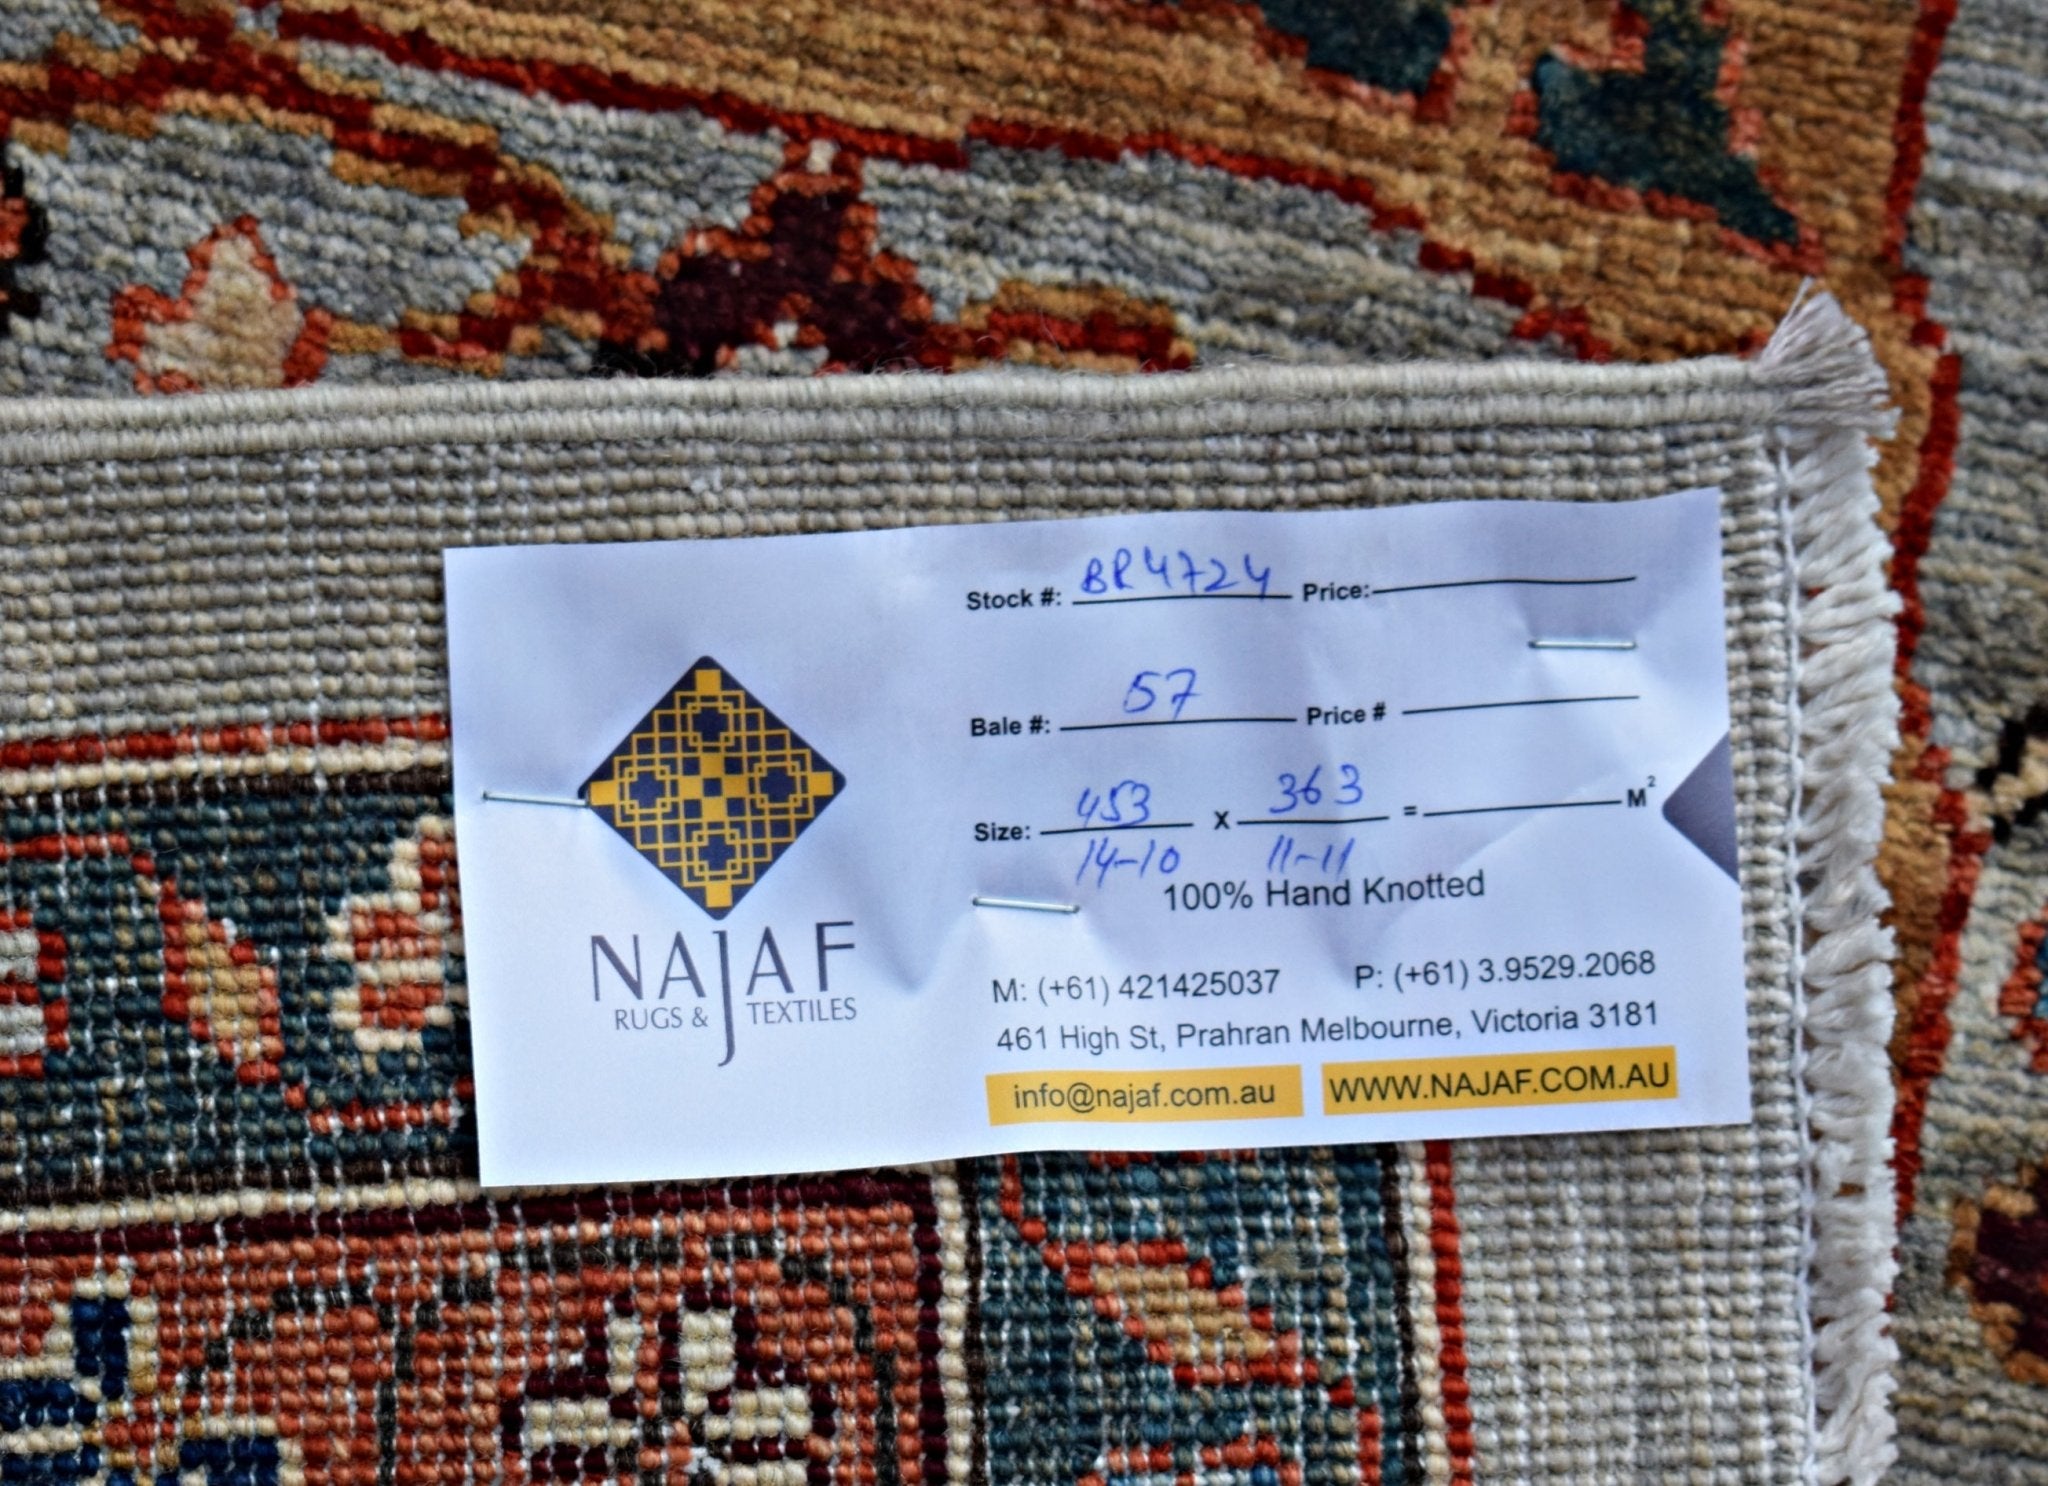 NAJAF
RUGS & TEXTILES
Stock #: BR4724 Price:
Bale #: 57 Price #
Size: 453 x 363 = M²
14-10 11-11
100% Hand Knotted
M: (+61) 421425037 P: (+61) 3.9529.2068
461 High St, Prahran Melbourne, Victoria 3181
info@najaf.com.au WWW.NAJAF.COM.AU